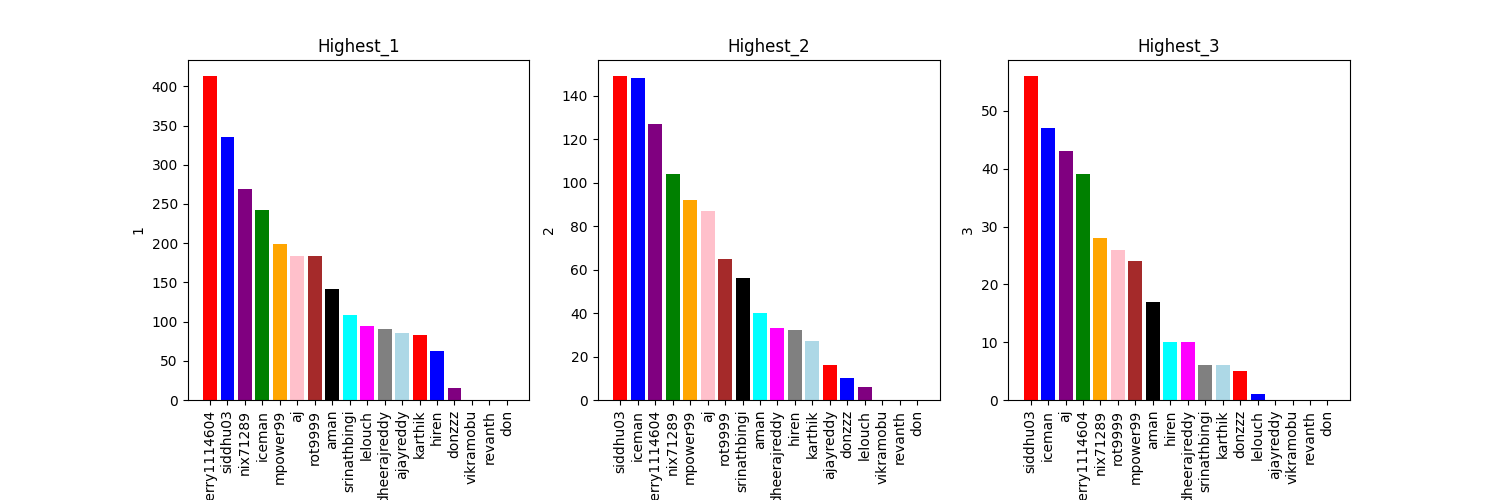 Highest_1
400
350
300
250
200
150
100
50
0
1
erry1114604
siddhu03
nix71289
iceman
mpower99
aj
rot9999
aman
srinathbingi
lelouch
dheerajreddy
ajayreddy
karthik
hiren
donzzz
vikramobu
revanth
don
Highest_2
140
120
100
80
60
40
20
0
2
siddhu03
iceman
erry1114604
nix71289
mpower99
aj
rot9999
srinathbingi
aman
dheerajreddy
hiren
karthik
ajayreddy
donzzz
lelouch
vikramobu
revanth
don
Highest_3
50
40
30
20
10
0
3
siddhu03
iceman
aj
erry1114604
nix71289
rot9999
mpower99
aman
hiren
dheerajreddy
srinathbingi
karthik
donzzz
lelouch
ajayreddy
vikramobu
revanth
don